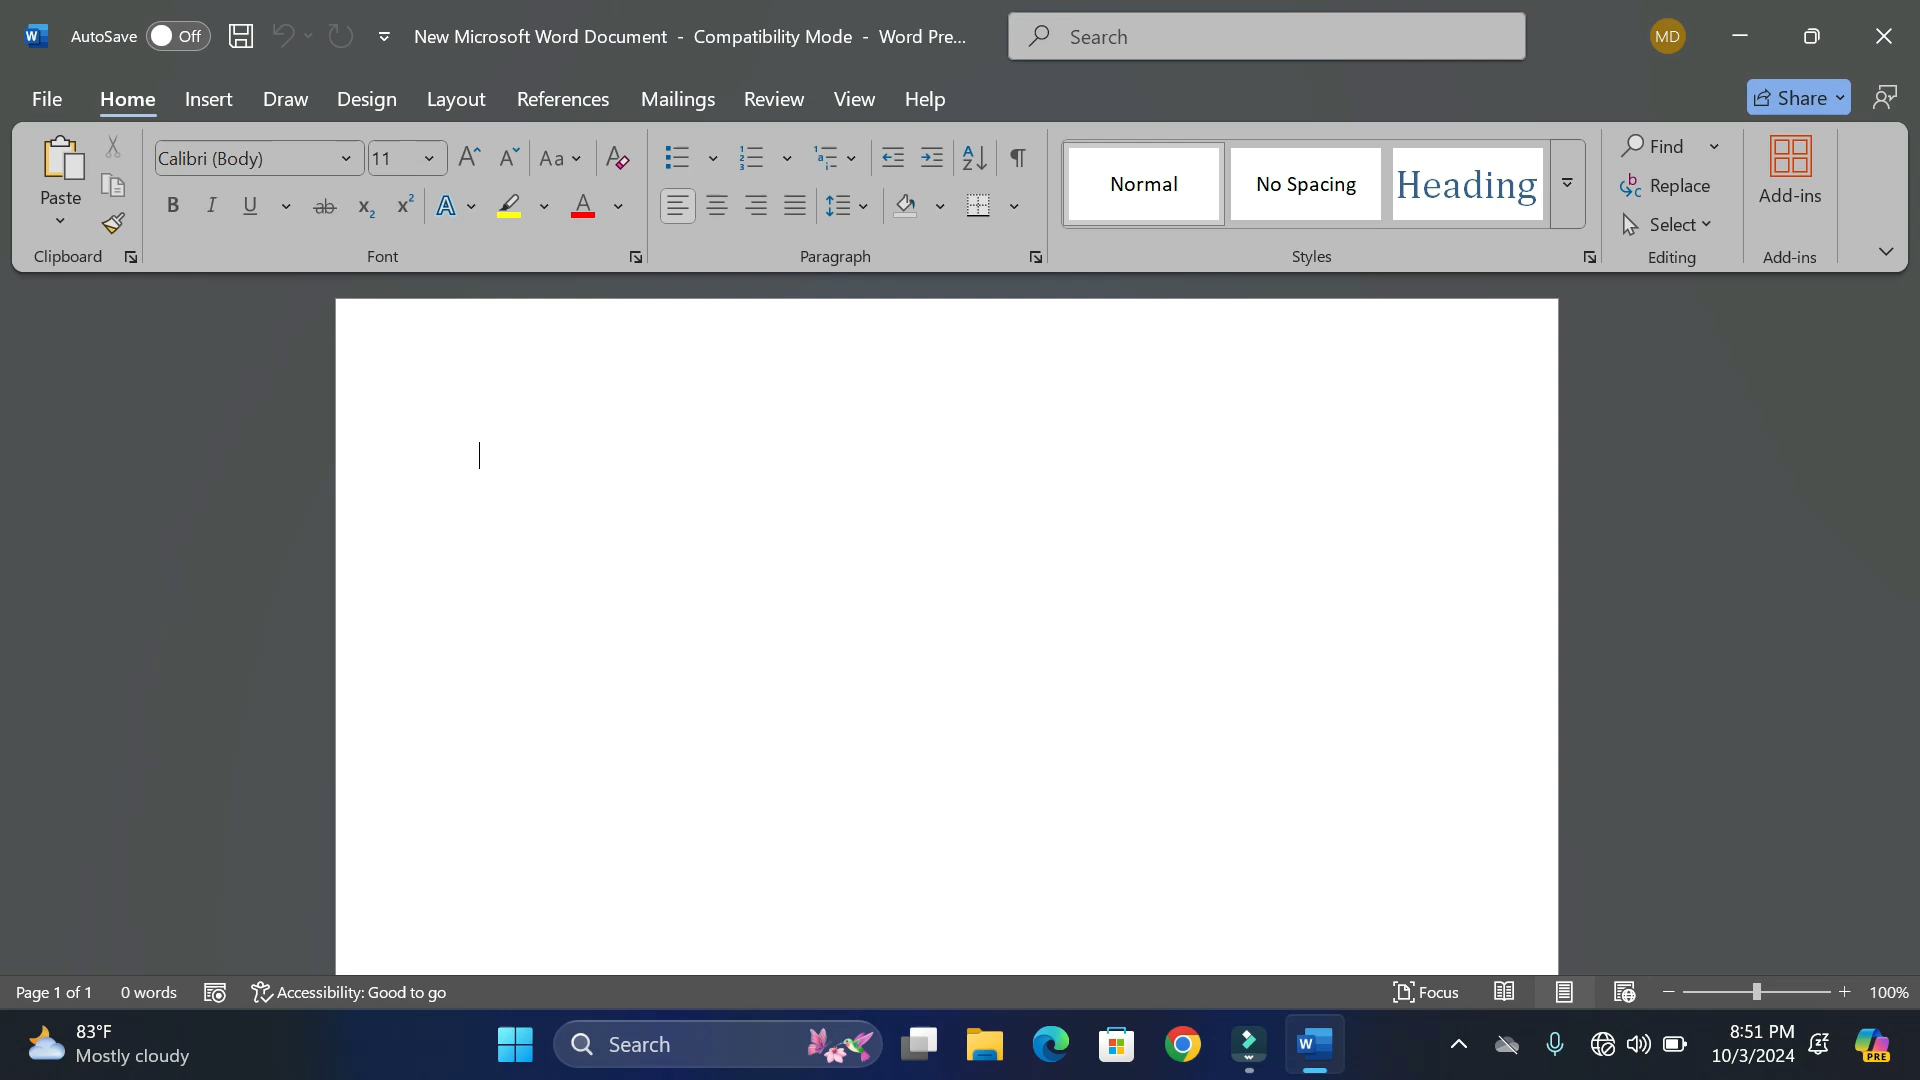 AutoSave Off New Microsoft Word Document - Compatibility Mode - Word Pre... Search MD
File Home Insert Draw Design Layout References Mailings Review View Help Share
Calibri (Body) 11 Aa Normal No Spacing Heading Find
Paste Replace Add-ins
Select
Clipboard Font Paragraph Styles Editing Add-ins
Page 1 of 1 0 words Accessibility: Good to go Focus 100%
83°F 8:51 PM
Search
Mostly cloudy 10/3/2024 PRE